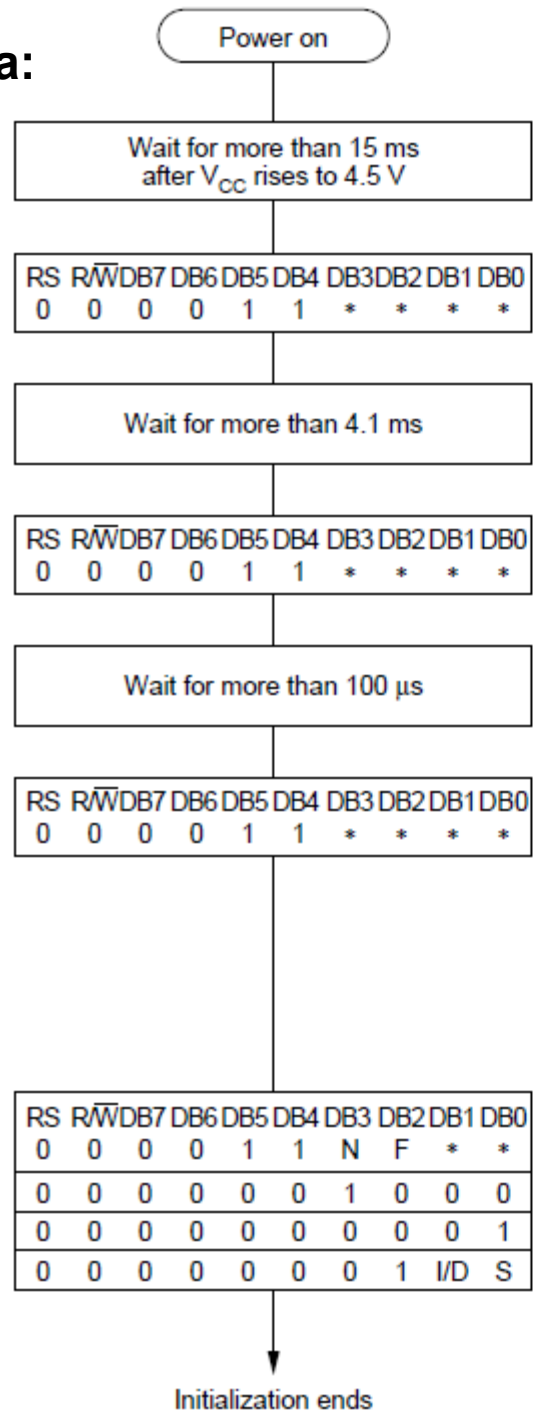 a:
Power on
Wait for more than 15 ms
after VCC rises to 4.5 V
RS R/W̅ DB7 DB6 DB5 DB4 DB3 DB2 DB1 DB0
0 0 0 0 1 1 * * * *
Wait for more than 4.1 ms
RS R/W̅ DB7 DB6 DB5 DB4 DB3 DB2 DB1 DB0
0 0 0 0 1 1 * * * *
Wait for more than 100 µs
RS R/W̅ DB7 DB6 DB5 DB4 DB3 DB2 DB1 DB0
0 0 0 0 1 1 * * * *
RS R/W̅ DB7 DB6 DB5 DB4 DB3 DB2 DB1 DB0
0 0 0 0 1 1 N F * *
0 0 0 0 0 0 1 0 0 0
0 0 0 0 0 0 0 0 0 1
0 0 0 0 0 0 0 1 I/D S
Initialization ends